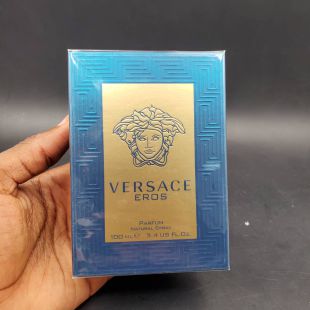 VERSACE
EROS
PARFUM
NATURAL SPRAY
100 ml ℮ 3.4 US FL.Oz.